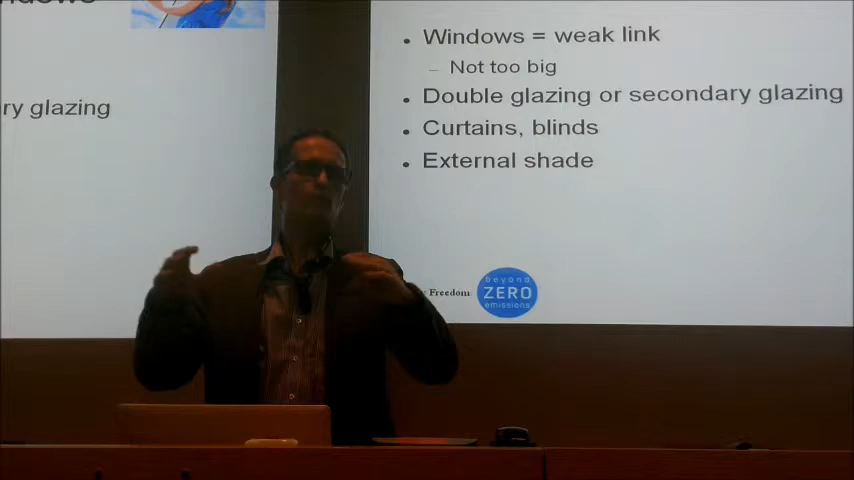 ndows
ry glazing
Windows = weak link
– Not too big
Double glazing or secondary glazing
Curtains, blinds
External shade
Freedom
beyond
ZERO
emissions